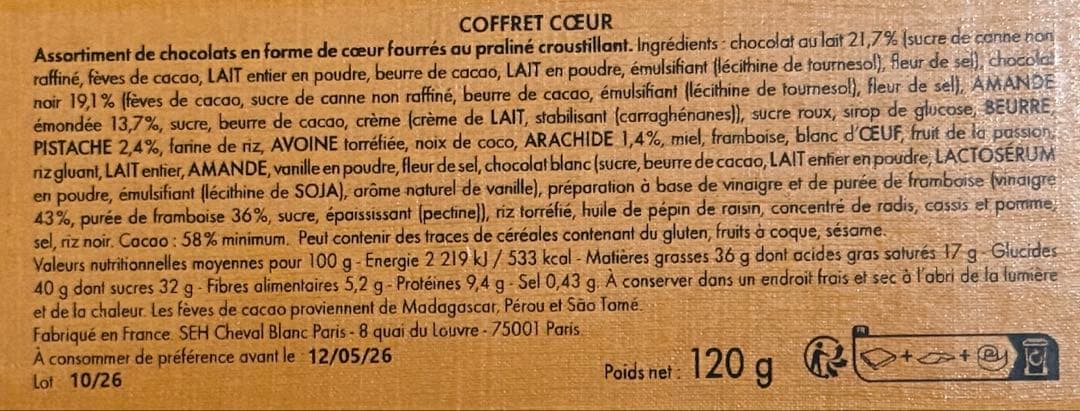 COFFRET CŒUR
Assortiment de chocolats en forme de cœur fourrés au praliné croustillant. Ingrédients : chocolat au lait 21,7% (sucre de canne non
raffiné, fèves de cacao, LAIT entier en poudre, beurre de cacao, LAIT en poudre, émulsifiant (lécithine de tournesol), fleur de sel), chocolat
noir 19,1% (fèves de cacao, sucre de canne non raffiné, beurre de cacao, émulsifiant (lécithine de tournesol), fleur de sel), AMANDE
émondée 13,7%, sucre, beurre de cacao, crème (crème de LAIT, stabilisant (carraghénanes)), sucre roux, sirop de glucose, BEURRE,
PISTACHE 2,4%, farine de riz, AVOINE torréfiée, noix de coco, ARACHIDE 1,4%, miel, framboise, blanc d'ŒUF, fruit de la passion,
riz gluant, LAIT entier, AMANDE, vanille en poudre, fleur de sel, chocolat blanc (sucre, beurre de cacao, LAIT entier en poudre, LACTOSÉRUM
en poudre, émulsifiant (lécithine de SOJA), arôme naturel de vanille), préparation à base de vinaigre et de purée de framboise (vinaigre
43%, purée de framboise 36%, sucre, épaississant (pectine)), riz torréfié, huile de pépin de raisin, concentré de radis, cassis et pomme,
sel, riz noir. Cacao : 58% minimum. Peut contenir des traces de céréales contenant du gluten, fruits à coque, sésame.
Valeurs nutritionnelles moyennes pour 100 g - Energie 2 219 kJ / 533 kcal - Matières grasses 36 g dont acides gras saturés 17 g - Glucides
40 g dont sucres 32 g - Fibres alimentaires 5,2 g - Protéines 9,4 g - Sel 0,43 g. À conserver dans un endroit frais et sec à l'abri de la lumière
et de la chaleur. Les fèves de cacao proviennent de Madagascar, Pérou et São Tomé.
Fabriqué en France. SEH Cheval Blanc Paris - 8 quai du Louvre - 75001 Paris.
À consommer de préférence avant le : 12/05/26
Lot 10/26
Poids net : 120 g
FR